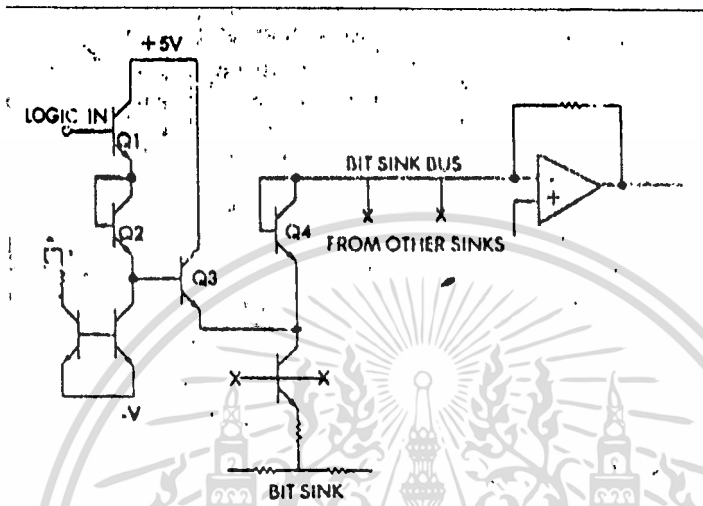 +5V
LOGIC IN
Q1
BIT SINK BUS
-
+
Q2
Q4
FROM OTHER SINKS
Q3
X
X
X
X
-V
BIT SINK